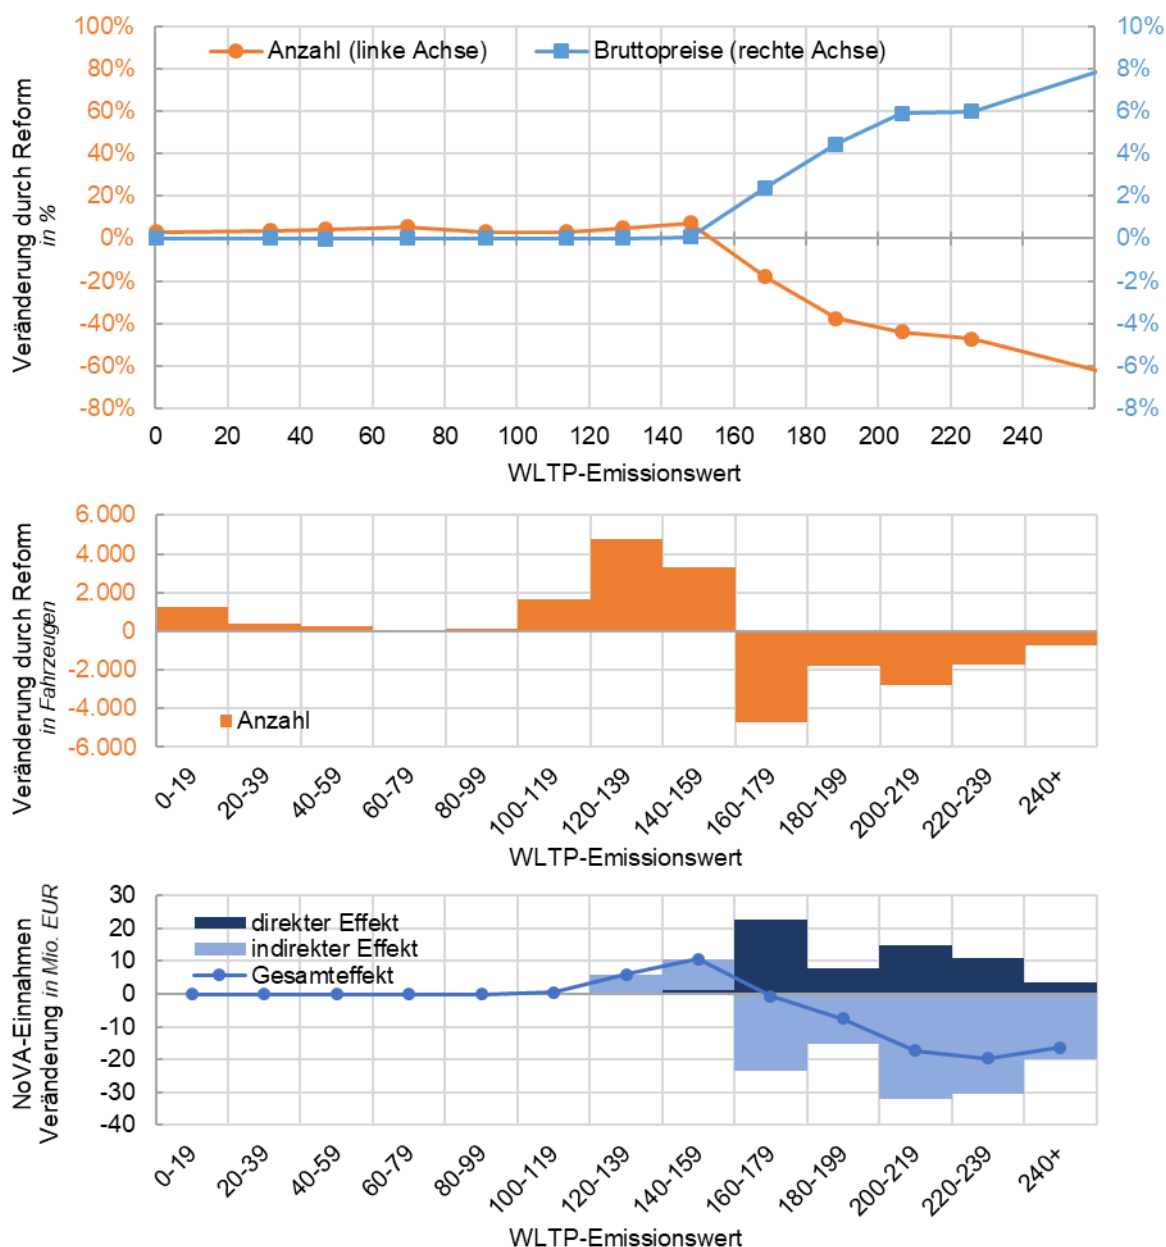 100%
80%
60%
40%
20%
0%
-20%
-40%
-60%
-80%
10%
8%
6%
4%
2%
0%
-2%
-4%
-6%
-8%
Anzahl (linke Achse)
Bruttopreise (rechte Achse)
Veränderung durch Reform
in %
0 20 40 60 80 100 120 140 160 180 200 220 240
WLTP-Emissionswert
6.000
4.000
2.000
0
-2.000
-4.000
-6.000
Veränderung durch Reform
in Fahrzeugen
Anzahl
0-19 20-39 40-59 60-79 80-99 100-119 120-139 140-159 160-179 180-199 200-219 220-239 240+
WLTP-Emissionswert
30
20
10
0
-10
-20
-30
-40
NoVA-Einnahmen
Veränderung in Mio. EUR
direkter Effekt
indirekter Effekt
Gesamteffekt
0-19 20-39 40-59 60-79 80-99 100-119 120-139 140-159 160-179 180-199 200-219 220-239 240+
WLTP-Emissionswert